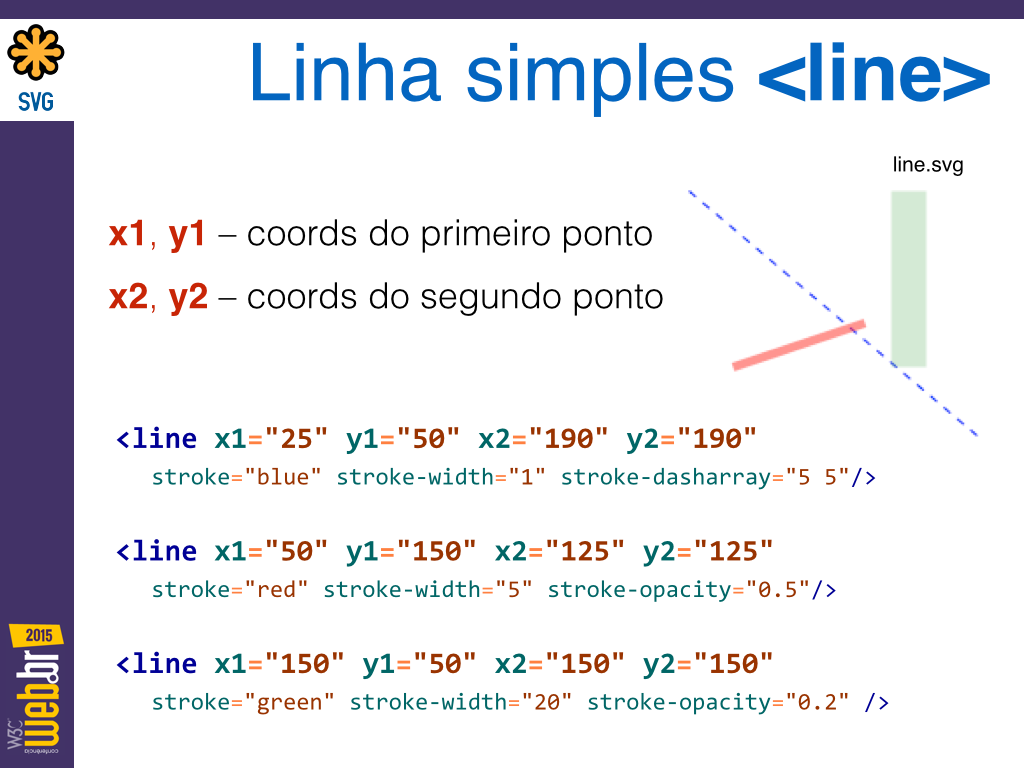 SVG
Linha simples <line>
line.svg
x1, y1 – coords do primeiro ponto
x2, y2 – coords do segundo ponto
<line x1="25" y1="50" x2="190" y2="190"
stroke="blue" stroke-width="1" stroke-dasharray="5 5"/>
<line x1="50" y1="150" x2="125" y2="125"
stroke="red" stroke-width="5" stroke-opacity="0.5"/>
<line x1="150" y1="50" x2="150" y2="150"
stroke="green" stroke-width="20" stroke-opacity="0.2" />
2015
W3C
web.br
conferência